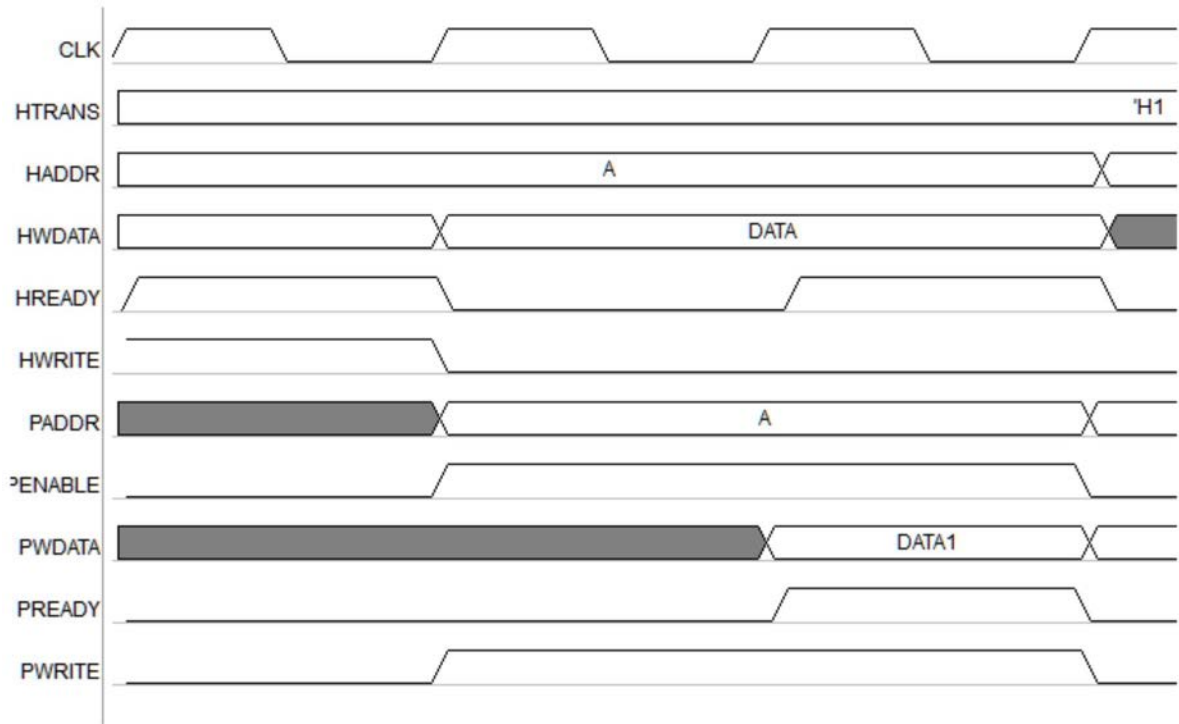 CLK
HTRANS 'H1
HADDR A
HWDATA DATA
HREADY
HWRITE
PADDR A
PENABLE
PWDATA DATA1
PREADY
PWRITE